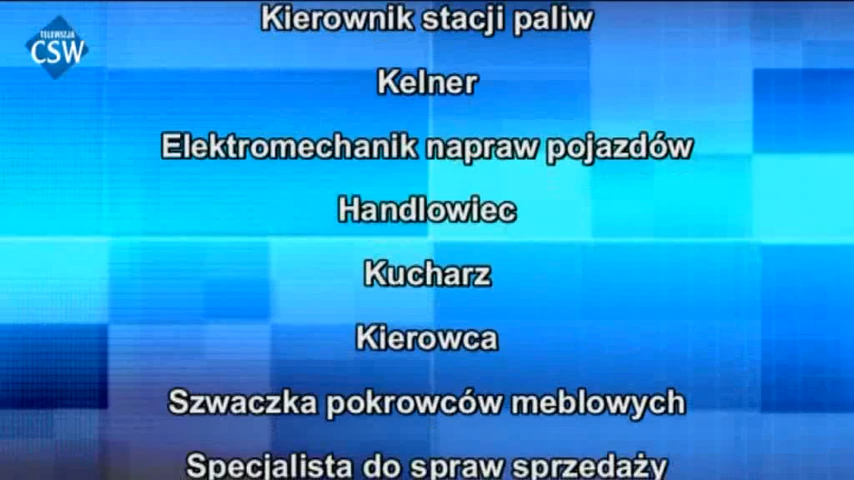 TELEWIZJA
CSW
Kierownik stacji paliw
Kelner
Elektromechanik napraw pojazdów
Handlowiec
Kucharz
Kierowca
Szwaczka pokrowców meblowych
Specjalista do spraw sprzedaży